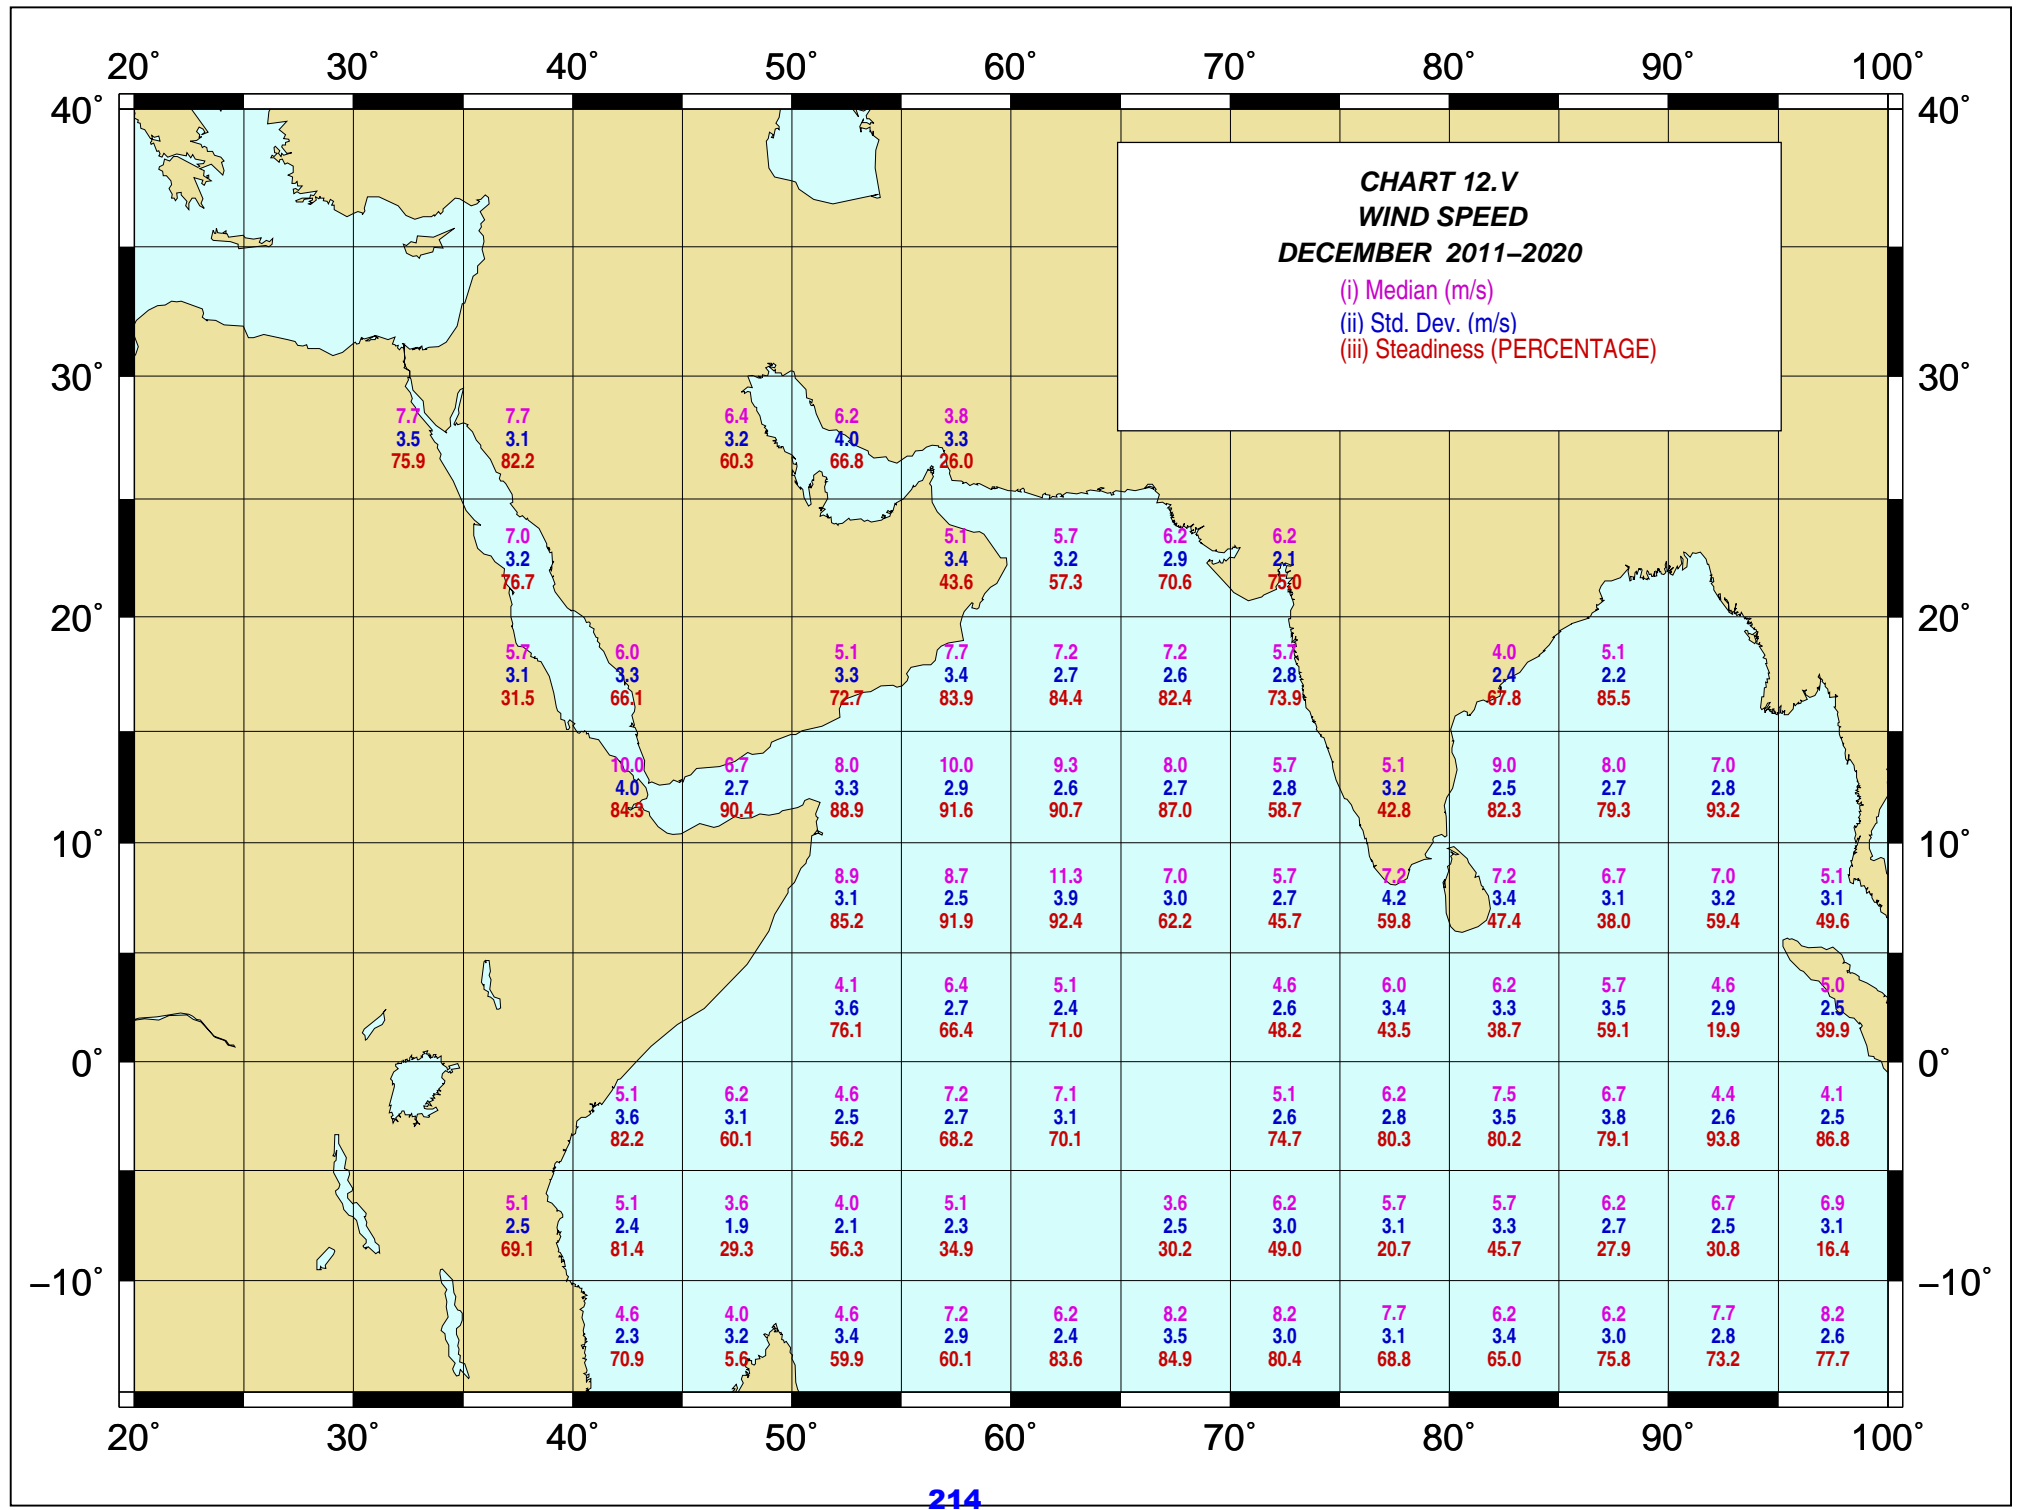 20° 30° 40° 50° 60° 70° 80° 90° 100°
40° 40°
CHART 12.V
WIND SPEED
DECEMBER 2011–2020
(i) Median (m/s)
(ii) Std. Dev. (m/s)
(iii) Steadiness (PERCENTAGE)
30° 30°
7.7 7.7 6.4 6.2 3.8
3.5 3.1 3.2 4.0 3.3
75.9 82.2 60.3 66.8 26.0
7.0 5.1 5.7 6.2 6.2
3.2 3.4 3.2 2.9 2.1
76.7 43.6 57.3 70.6 75.0
20° 20°
5.7 6.0 5.1 7.7 7.2 7.2 5.7 4.0 5.1
3.1 3.3 3.3 3.4 2.7 2.6 2.8 2.4 2.2
31.5 66.1 72.7 83.9 84.4 82.4 73.9 67.8 85.5
10.0 6.7 8.0 10.0 9.3 8.0 5.7 5.1 9.0 8.0 7.0
4.0 2.7 3.3 2.9 2.6 2.7 2.8 3.2 2.5 2.7 2.8
84.3 90.4 88.9 91.6 90.7 87.0 58.7 42.8 82.3 79.3 93.2
10° 10°
8.9 8.7 11.3 7.0 5.7 7.2 7.2 6.7 7.0 5.1
3.1 2.5 3.9 3.0 2.7 4.2 3.4 3.1 3.2 3.1
85.2 91.9 92.4 62.2 45.7 59.8 47.4 38.0 59.4 49.6
4.1 6.4 5.1 4.6 6.0 6.2 5.7 4.6 5.0
3.6 2.7 2.4 2.6 3.4 3.3 3.5 2.9 2.5
76.1 66.4 71.0 48.2 43.5 38.7 59.1 19.9 39.9
0° 0°
5.1 6.2 4.6 7.2 7.1 5.1 6.2 7.5 6.7 4.4 4.1
3.6 3.1 2.5 2.7 3.1 2.6 2.8 3.5 3.8 2.6 2.5
82.2 60.1 56.2 68.2 70.1 74.7 80.3 80.2 79.1 93.8 86.8
5.1 5.1 3.6 4.0 5.1 3.6 6.2 5.7 5.7 6.2 6.7 6.9
2.5 2.4 1.9 2.1 2.3 2.5 3.0 3.1 3.3 2.7 2.5 3.1
69.1 81.4 29.3 56.3 34.9 30.2 49.0 20.7 45.7 27.9 30.8 16.4
–10° –10°
4.6 4.0 4.6 7.2 6.2 8.2 8.2 7.7 6.2 6.2 7.7 8.2
2.3 3.2 3.4 2.9 2.4 3.5 3.0 3.1 3.4 3.0 2.8 2.6
70.9 5.6 59.9 60.1 83.6 84.9 80.4 68.8 65.0 75.8 73.2 77.7
20° 30° 40° 50° 60° 70° 80° 90° 100°
214